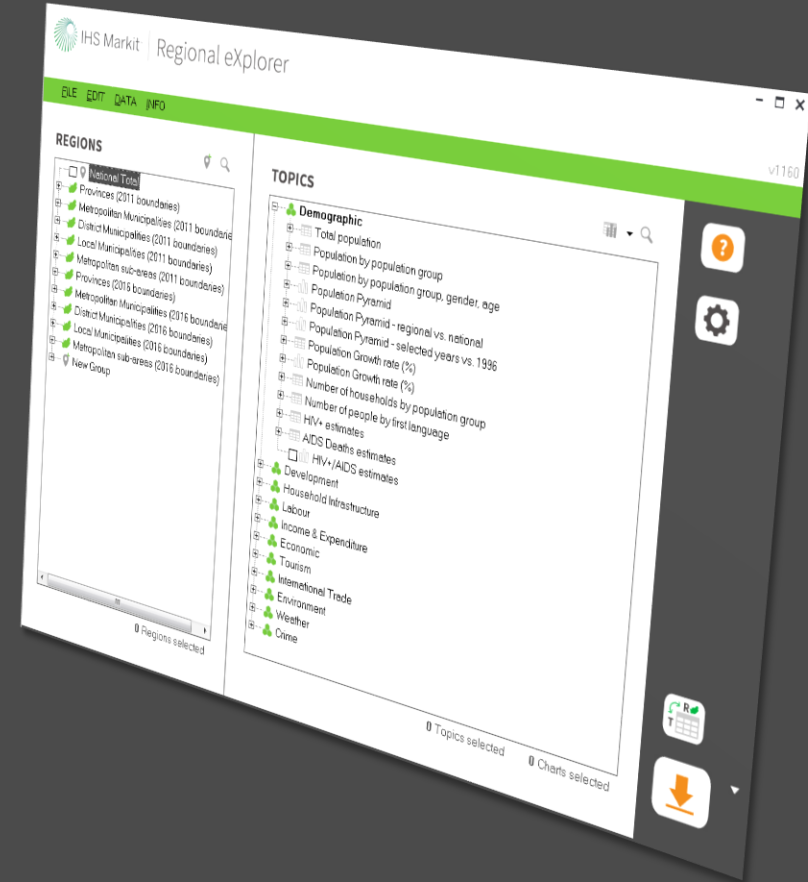 IHS Markit | Regional eXplorer
FILE EDIT DATA INFO
v1160
REGIONS
National Total
Provinces (2011 boundaries)
Metropolitan Municipalities (2011 boundarie
District Municipalities (2011 boundaries)
Local Municipalities (2011 boundaries)
Metropolitan sub-areas (2011 boundaries)
Provinces (2016 boundaries)
Metropolitan Municipalities (2016 boundarie
District Municipalities (2016 boundaries)
Local Municipalities (2016 boundaries)
Metropolitan sub-areas (2016 boundaries)
New Group
0 Regions selected
TOPICS
Demographic
Total population
Population by population group
Population by population group, gender, age
Population Pyramid
Population Pyramid - regional vs. national
Population Pyramid - selected years vs. 1996
Population Growth rate (%)
Population Growth rate (%)
Number of households by population group
Number of people by first language
HIV+ estimates
AIDS Deaths estimates
HIV+/AIDS estimates
Development
Household Infrastructure
Labour
Income & Expenditure
Economic
Tourism
International Trade
Environment
Weather
Crime
0 Topics selected
0 Charts selected
?
R
T